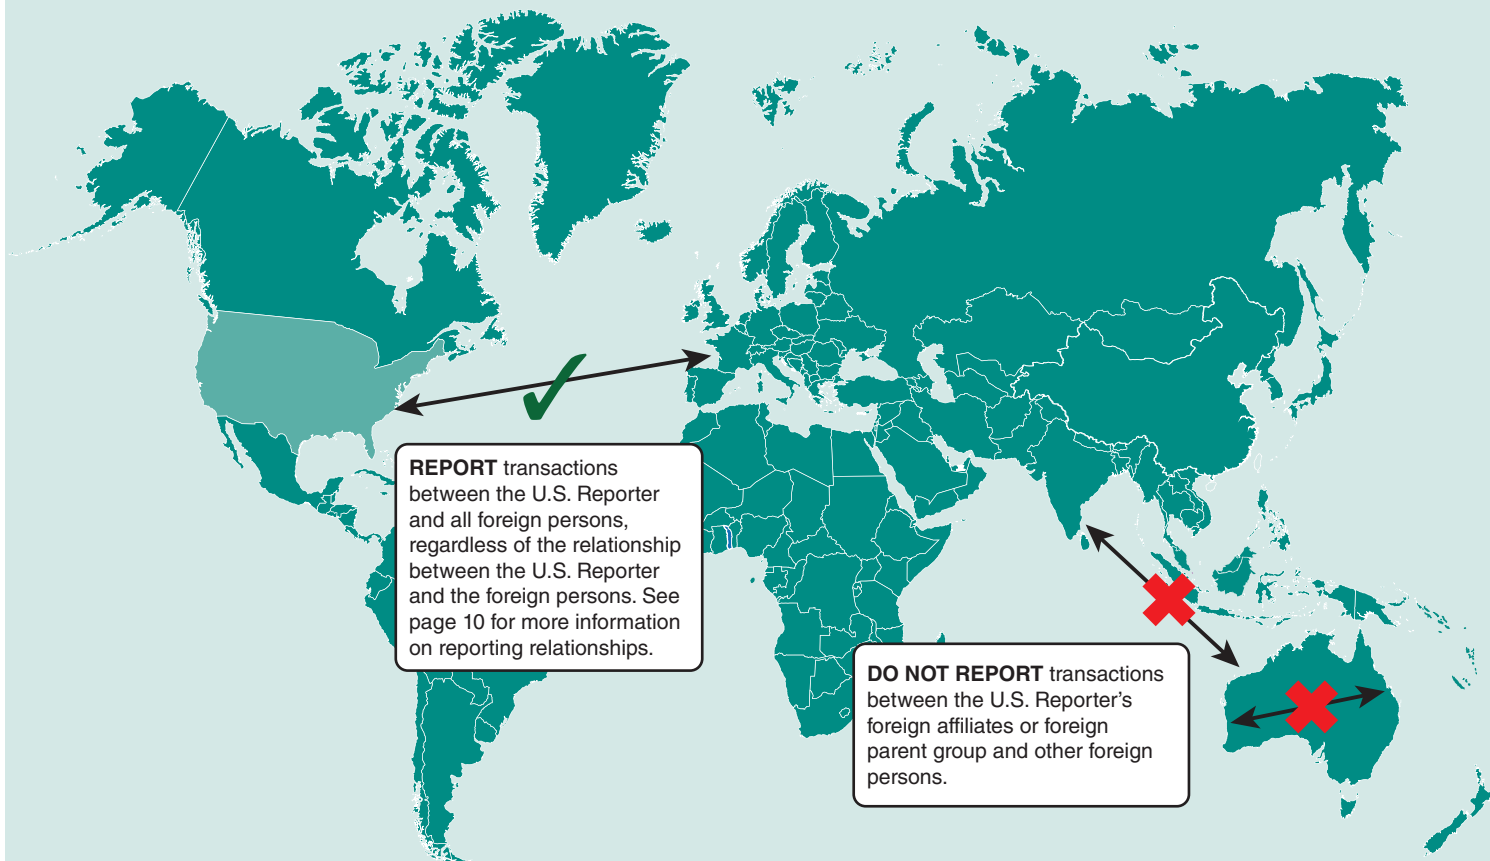 REPORT transactions
between the U.S. Reporter
and all foreign persons,
regardless of the relationship
between the U.S. Reporter
and the foreign persons. See
page 10 for more information
on reporting relationships.
DO NOT REPORT transactions
between the U.S. Reporter’s
foreign affiliates or foreign
parent group and other foreign
persons.